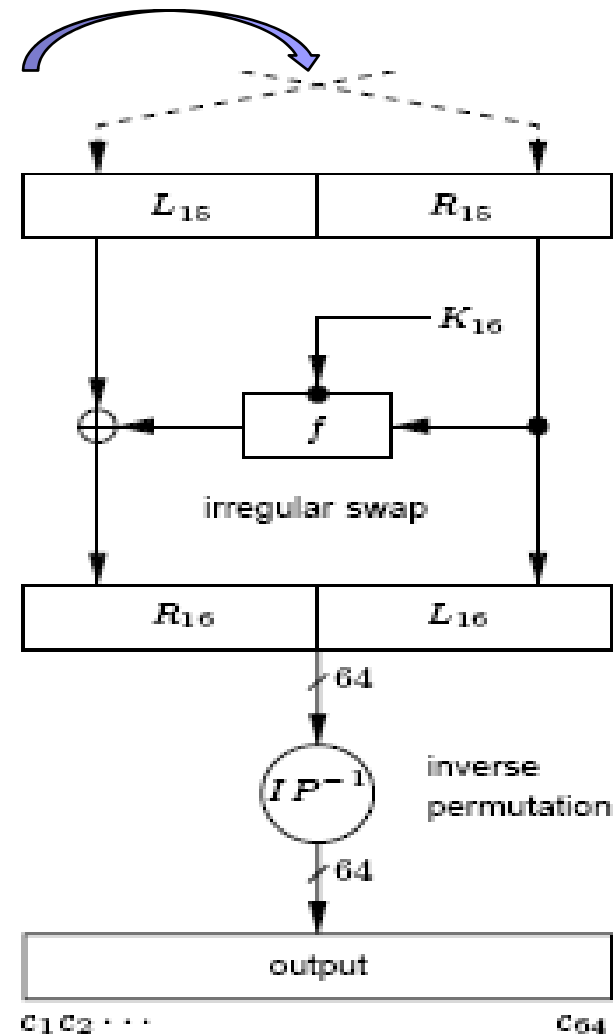 L₁₅ R₁₅
K₁₆
f
irregular swap
R₁₆ L₁₆
64
IP⁻¹
inverse
permutation
64
output
c₁c₂··· c₆₄